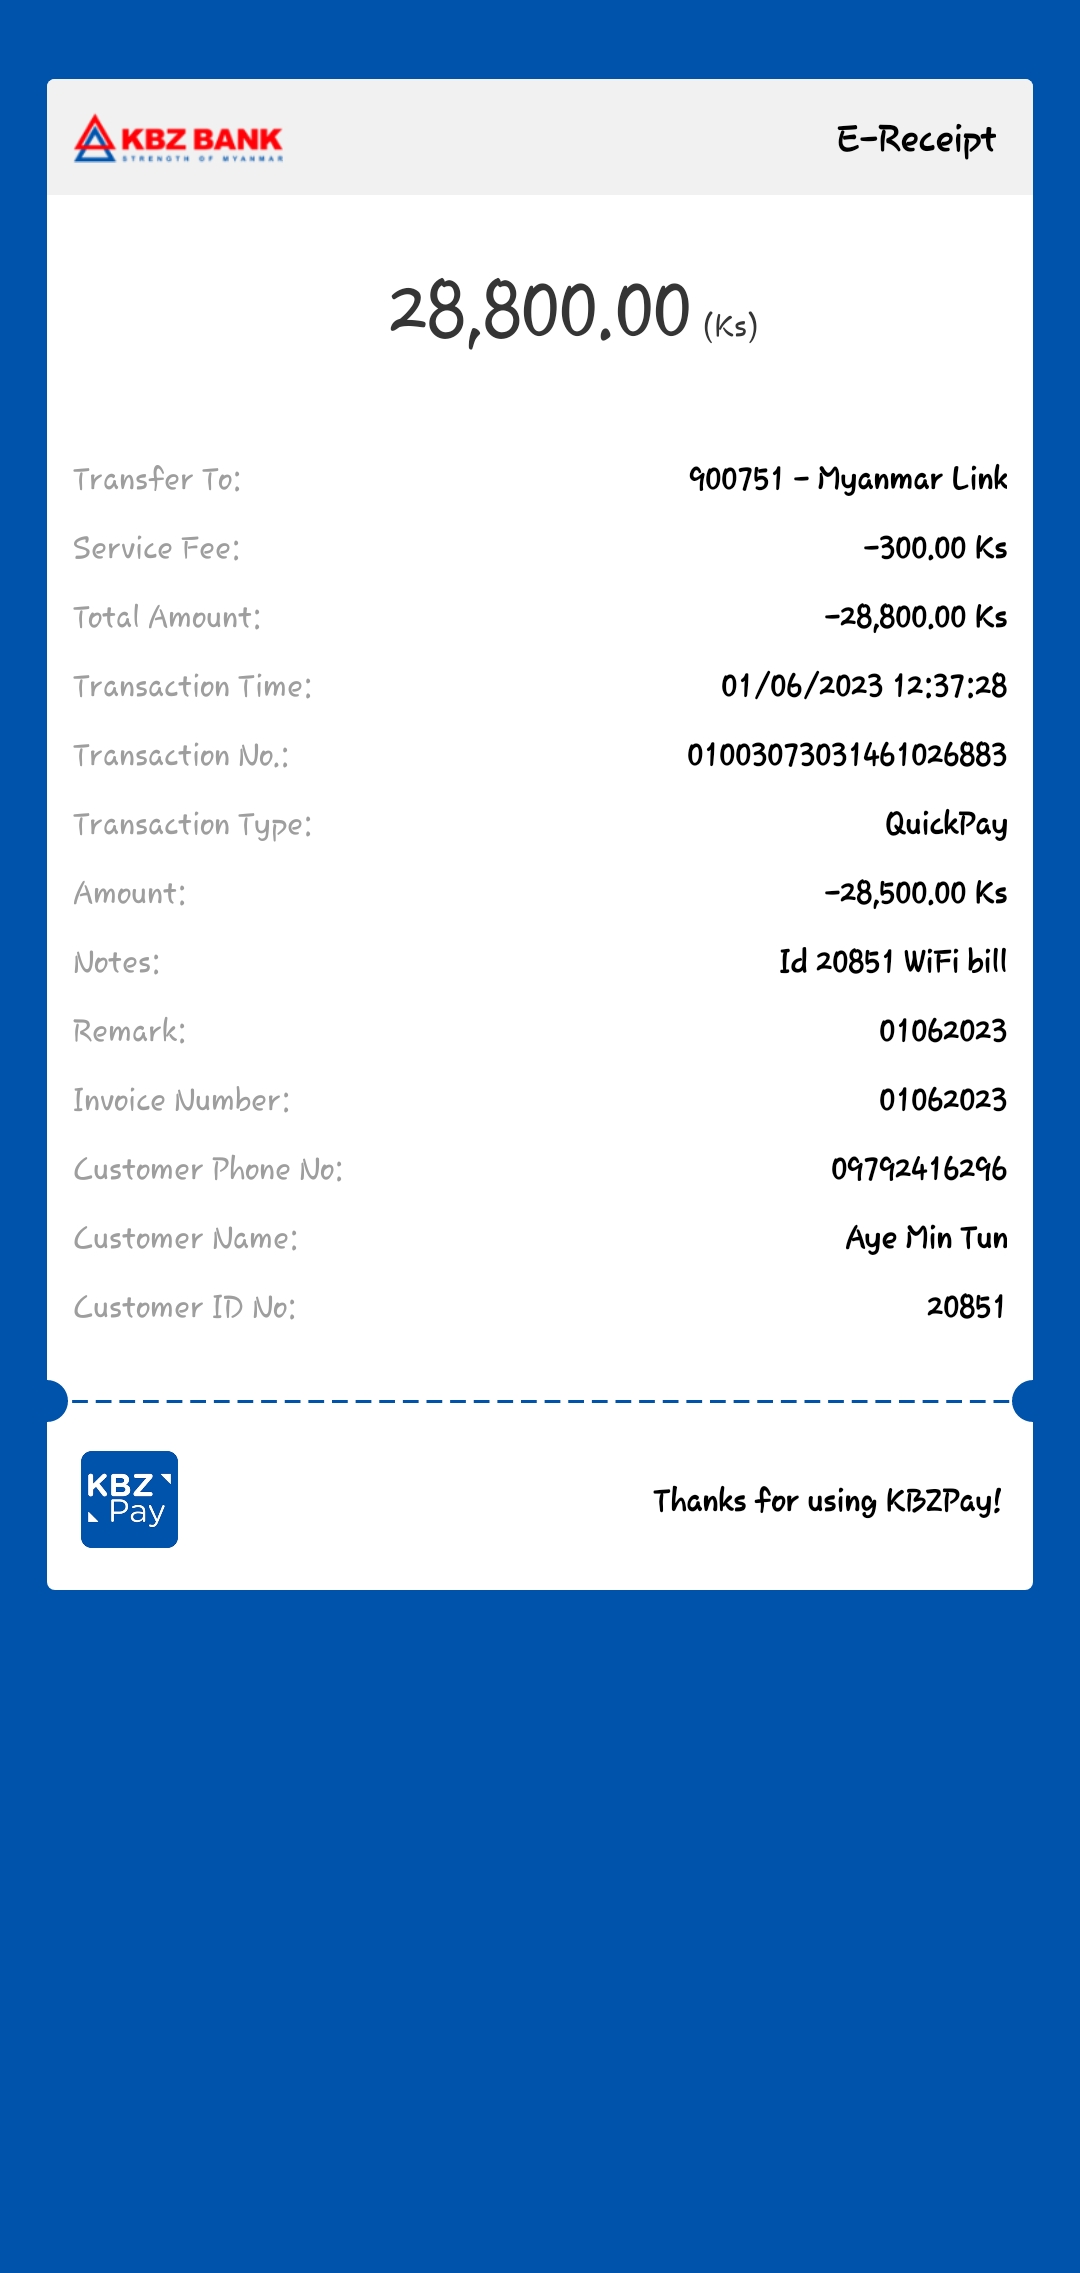 KBZ BANK
STRENGTH OF MYANMAR
E-Receipt
28,800.00 (Ks)
Transfer To: 900751 - Myanmar Link
Service Fee: -300.00 Ks
Total Amount: -28,800.00 Ks
Transaction Time: 01/06/2023 12:37:28
Transaction No.: 01003073031461026883
Transaction Type: QuickPay
Amount: -28,500.00 Ks
Notes: Id 20851 WiFi bill
Remark: 01062023
Invoice Number: 01062023
Customer Phone No: 09792416296
Customer Name: Aye Min Tun
Customer ID No: 20851
KBZ
Pay
Thanks for using KBZPay!